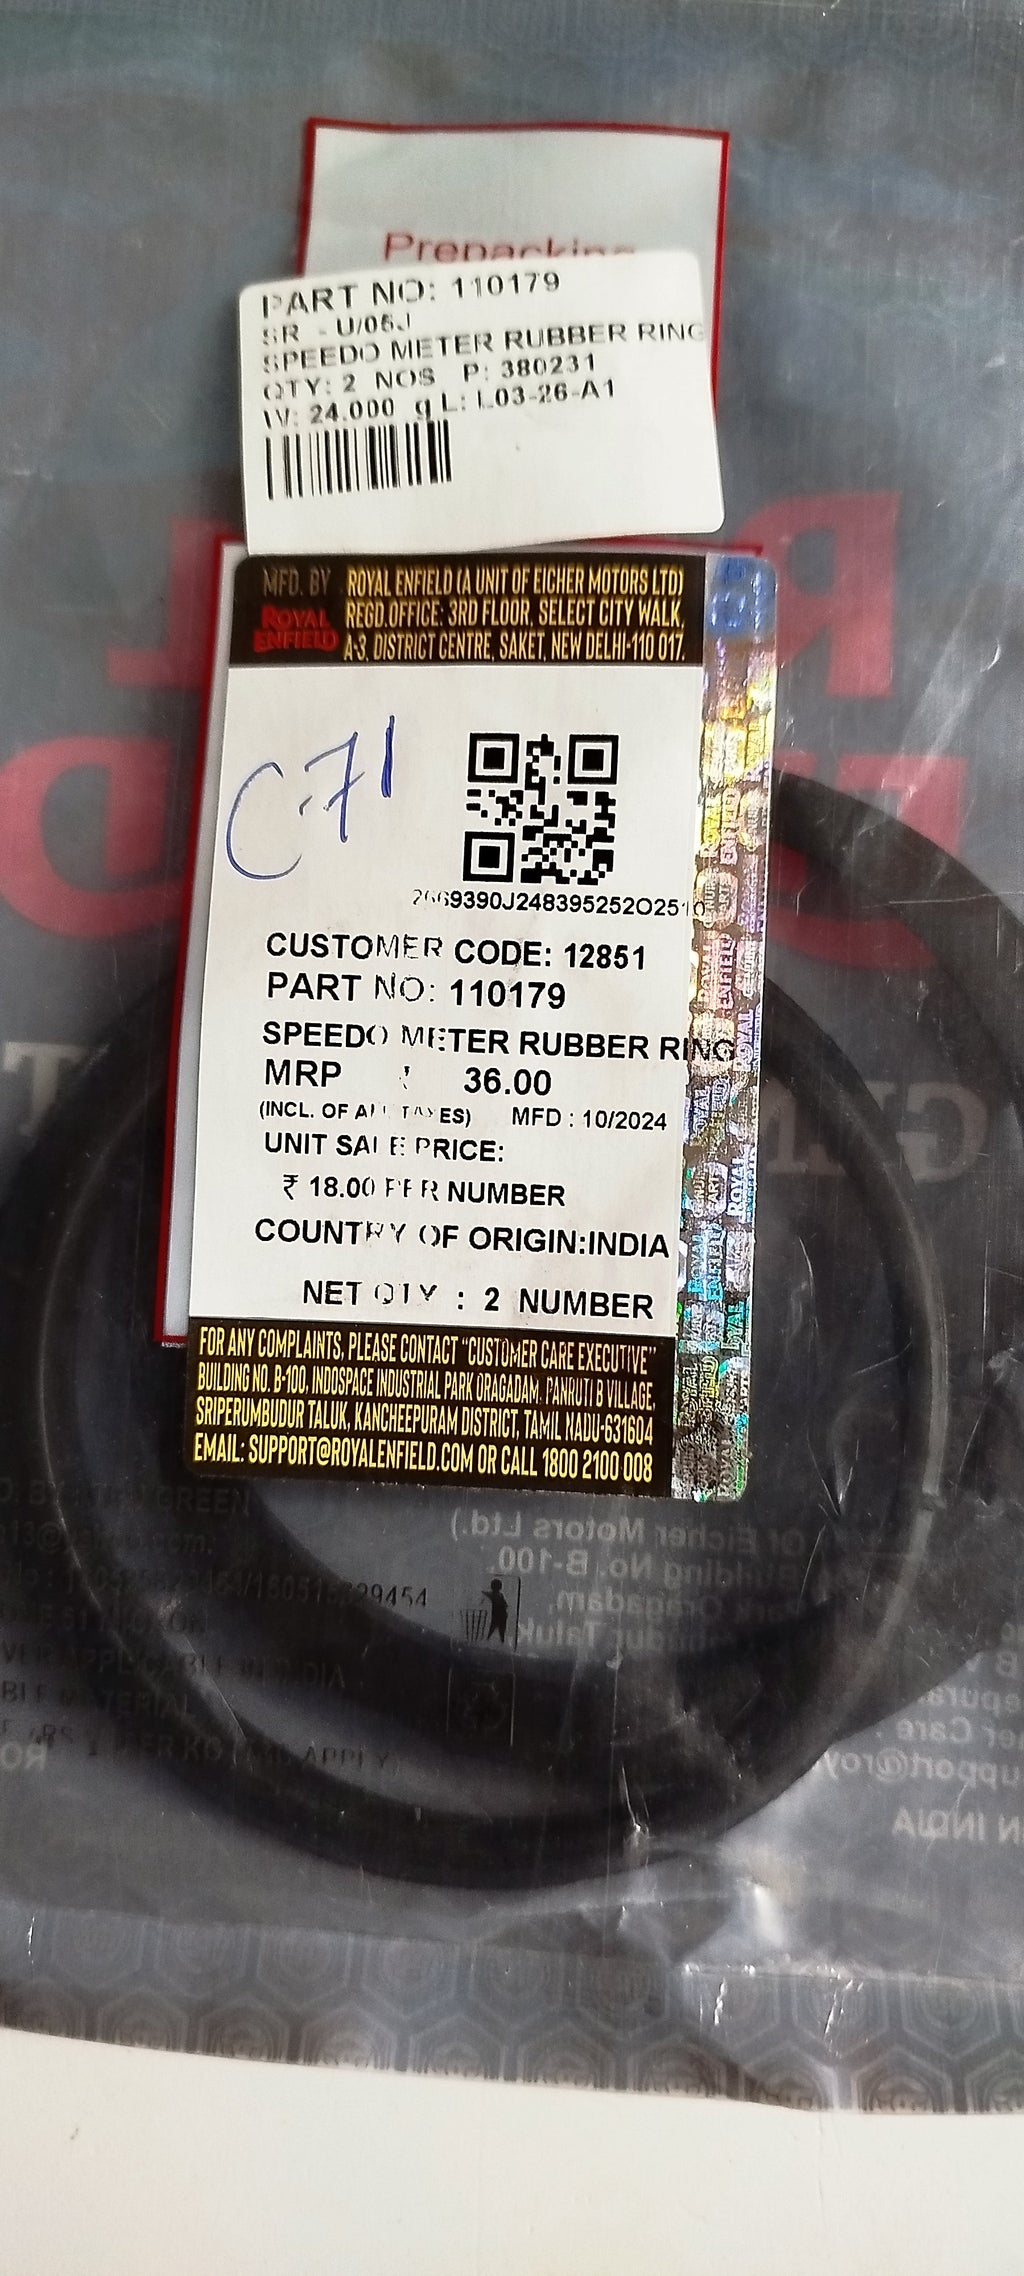 PART NO: 110179
SPEEDO METER RUBBER RING
QTY: 2 NOS P: 380231
W: 24.000 g L: L03-26-A1
MFD. BY ROYAL ENFIELD (A UNIT OF EICHER MOTORS LTD)
ROYAL ENFIELD
REGD.OFFICE: 3RD FLOOR, SELECT CITY WALK,
A-3, DISTRICT CENTRE, SAKET, NEW DELHI-110 017.
C-71
CUSTOMER CODE: 12851
PART NO: 110179
SPEEDO METER RUBBER RING
MRP ₹ 36.00
(INCL. OF ALL TAXES) MFD : 10/2024
UNIT SALE PRICE:
₹ 18.00 PER NUMBER
COUNTRY OF ORIGIN:INDIA
NET QTY : 2 NUMBER
FOR ANY COMPLAINTS, PLEASE CONTACT "CUSTOMER CARE EXECUTIVE"
BUILDING NO. B-100, INDOSPACE INDUSTRIAL PARK ORAGADAM, PANRUTI B VILLAGE,
SRIPERUMBUDUR TALUK, KANCHEEPURAM DISTRICT, TAMIL NADU-631604
EMAIL: SUPPORT@ROYALENFIELD.COM OR CALL 1800 2100 008